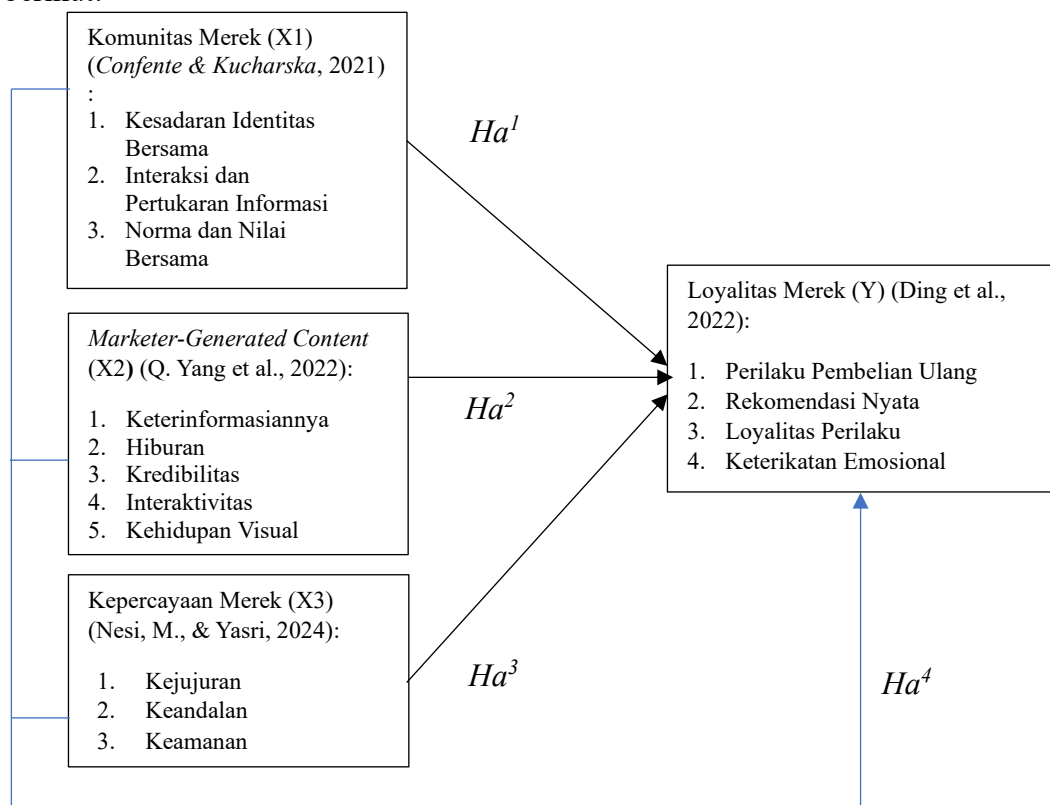 Komunitas Merek (X1)
(Confente & Kucharska, 2021)
:
1. Kesadaran Identitas
Bersama
2. Interaksi dan
Pertukaran Informasi
3. Norma dan Nilai
Bersama
Ha¹
Marketer-Generated Content
(X2) (Q. Yang et al., 2022):
1. Keterinformasiannya
2. Hiburan
3. Kredibilitas
4. Interaktivitas
5. Kehidupan Visual
Ha²
Kepercayaan Merek (X3)
(Nesi, M., & Yasri, 2024):
1. Kejujuran
2. Keandalan
3. Keamanan
Ha³
Loyalitas Merek (Y) (Ding et al.,
2022):
1. Perilaku Pembelian Ulang
2. Rekomendasi Nyata
3. Loyalitas Perilaku
4. Keterikatan Emosional
Ha⁴